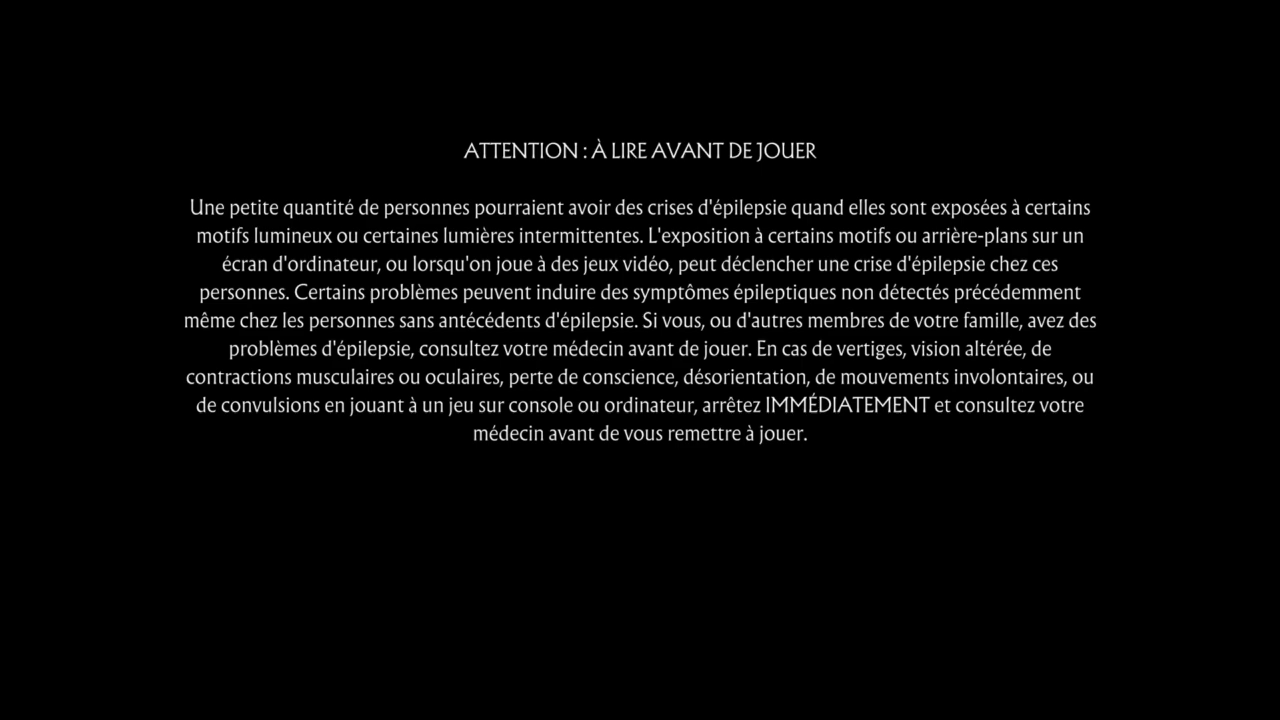 ATTENTION : À LIRE AVANT DE JOUER
Une petite quantité de personnes pourraient avoir des crises d'épilepsie quand elles sont exposées à certains
motifs lumineux ou certaines lumières intermittentes. L'exposition à certains motifs ou arrière-plans sur un
écran d'ordinateur, ou lorsqu'on joue à des jeux vidéo, peut déclencher une crise d'épilepsie chez ces
personnes. Certains problèmes peuvent induire des symptômes épileptiques non détectés précédemment
même chez les personnes sans antécédents d'épilepsie. Si vous, ou d'autres membres de votre famille, avez des
problèmes d'épilepsie, consultez votre médecin avant de jouer. En cas de vertiges, vision altérée, de
contractions musculaires ou oculaires, perte de conscience, désorientation, de mouvements involontaires, ou
de convulsions en jouant à un jeu sur console ou ordinateur, arrêtez IMMÉDIATEMENT et consultez votre
médecin avant de vous remettre à jouer.